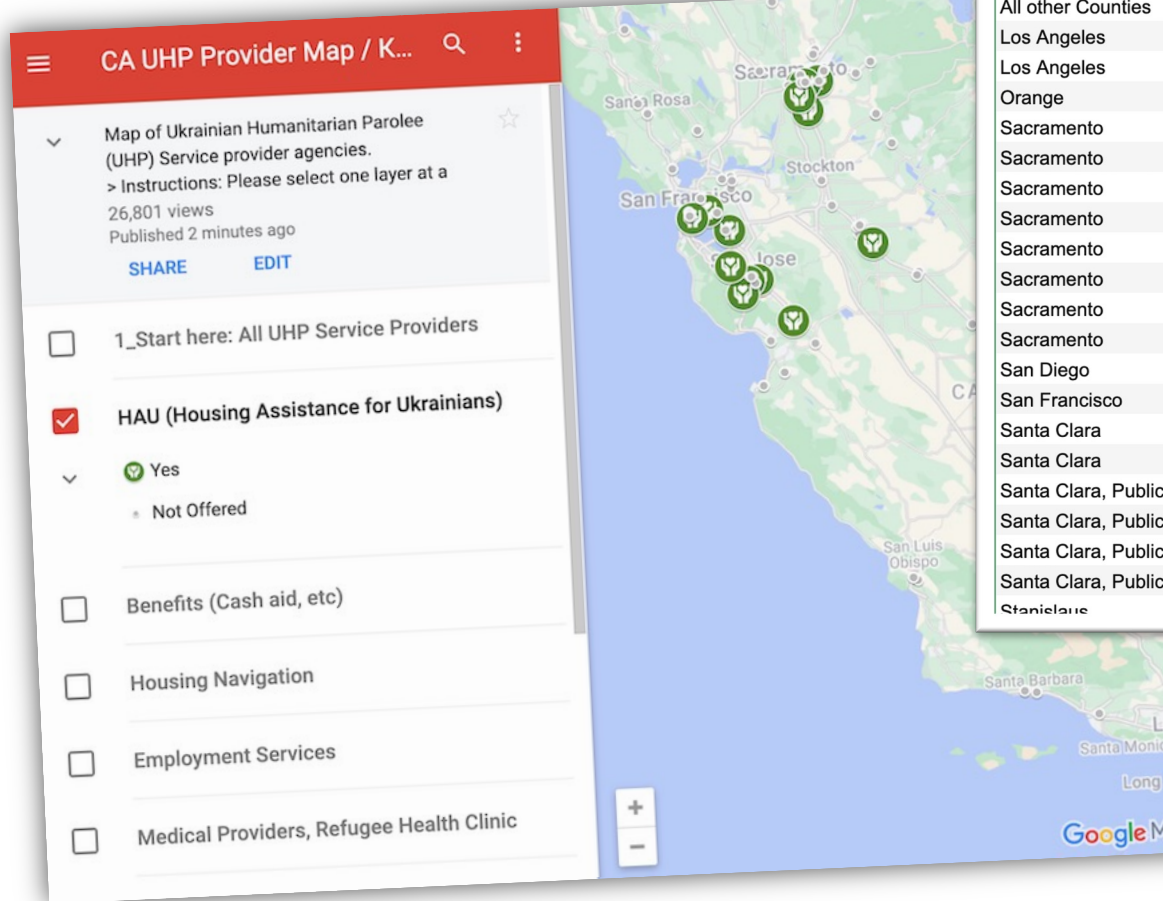 CA UHP Provider Map / K...
Map of Ukrainian Humanitarian Parolee
(UHP) Service provider agencies.
> Instructions: Please select one layer at a
26,801 views
Published 2 minutes ago
SHARE EDIT
1_Start here: All UHP Service Providers
HAU (Housing Assistance for Ukrainians)
Yes
Not Offered
Benefits (Cash aid, etc)
Housing Navigation
Employment Services
Medical Providers, Refugee Health Clinic
Santa Rosa
Stockton
San Francisco
Jose
CA
San Luis
Obispo
Santa Barbara
Santa Moni
Long
Google M
All other Counties
Los Angeles
Los Angeles
Orange
Sacramento
Sacramento
Sacramento
Sacramento
Sacramento
Sacramento
Sacramento
Sacramento
San Diego
San Francisco
Santa Clara
Santa Clara
Santa Clara, Public
Santa Clara, Public
Santa Clara, Public
Santa Clara, Public
Stanislaus